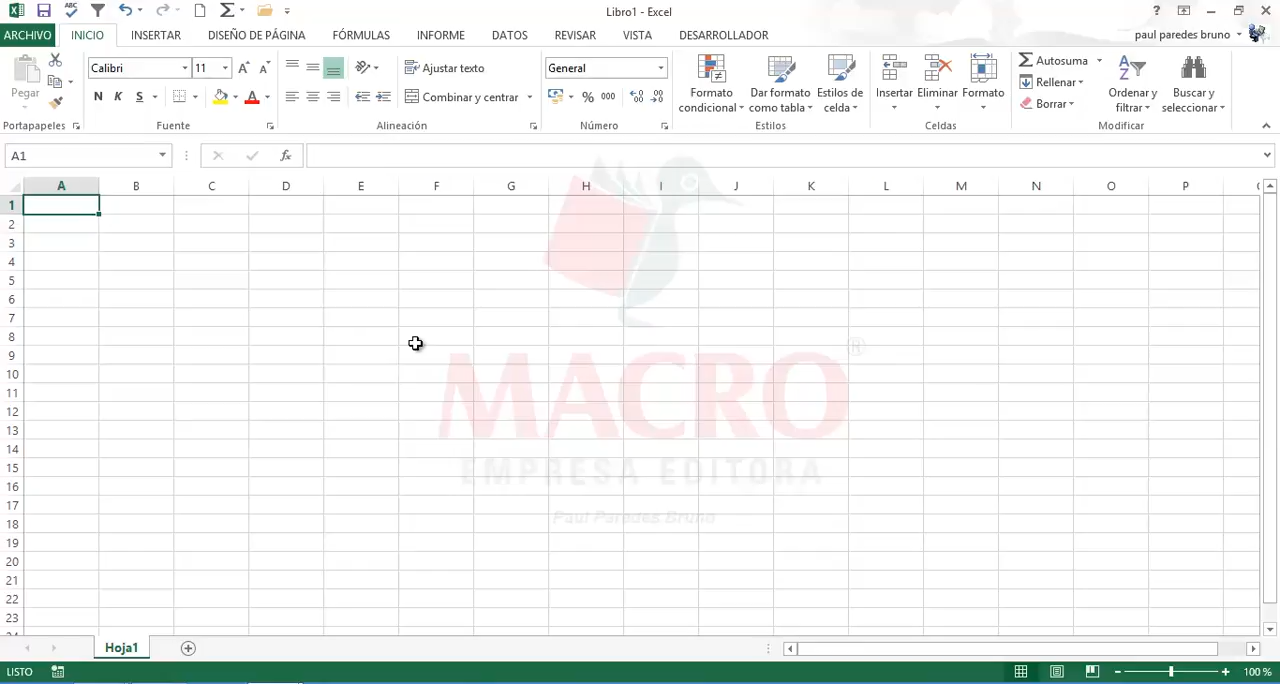 Libro1 - Excel
ARCHIVO INICIO INSERTAR DISEÑO DE PÁGINA FÓRMULAS INFORME DATOS REVISAR VISTA DESARROLLADOR paul paredes bruno
Pegar
Portapapeles
Calibri 11
N K S
Fuente
Ajustar texto
Combinar y centrar
Alineación
General
% 000
Número
Formato condicional
Dar formato como tabla
Estilos de celda
Estilos
Insertar Eliminar Formato
Celdas
Autosuma
Rellenar
Borrar
Ordenar y filtrar
Buscar y seleccionar
Modificar
A1 fx
A B C D E F G H I J K L M N O P
1
2
3
4
5
6
7
8
9
10
11
12
13
14
15
16
17
18
19
20
21
22
23
24
MACRO ®
EMPRESA EDITORA
Paul Paredes Bruno
Hoja1
LISTO 100 %